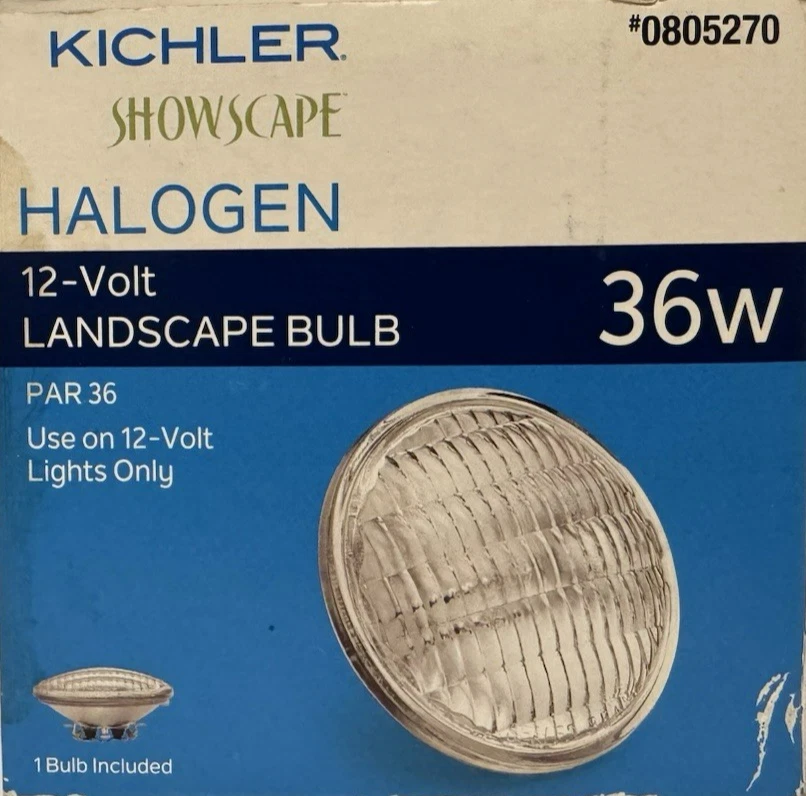 KICHLER.
#0805270
SHOWSCAPE
HALOGEN
12-Volt
LANDSCAPE BULB
36w
PAR 36
Use on 12-Volt
Lights Only
1 Bulb Included